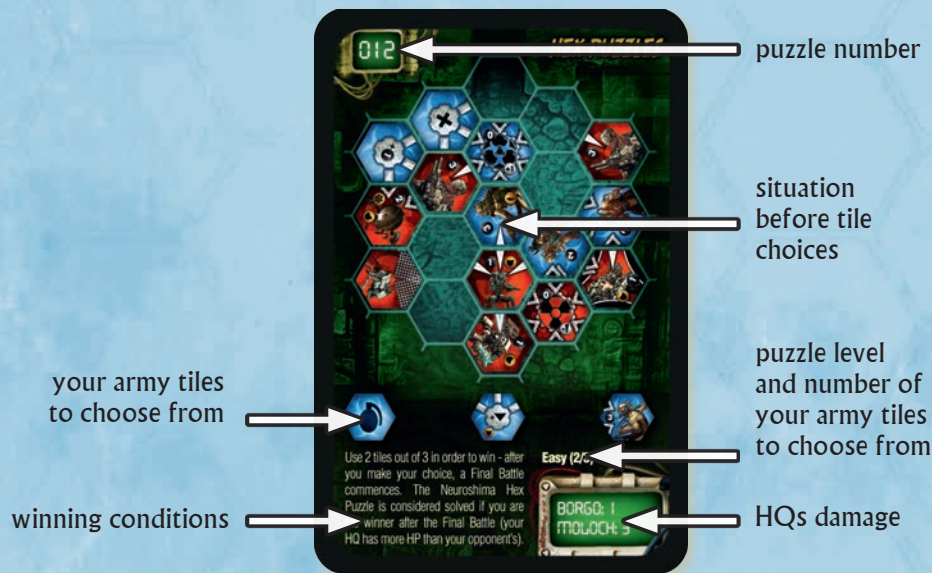 012
HEX PUZZLES
puzzle number
situation
before tile
choices
your army tiles
to choose from
puzzle level
and number of
your army tiles
to choose from
Easy (2/3)
Use 2 tiles out of 3 in order to win - after
you make your choice, a Final Battle
commences. The Neuroshima Hex
Puzzle is considered solved if you are
winner after the Final Battle (your
HQ has more HP than your opponent's).
winning conditions
BORGO: 1
MOLOCH:
HQs damage